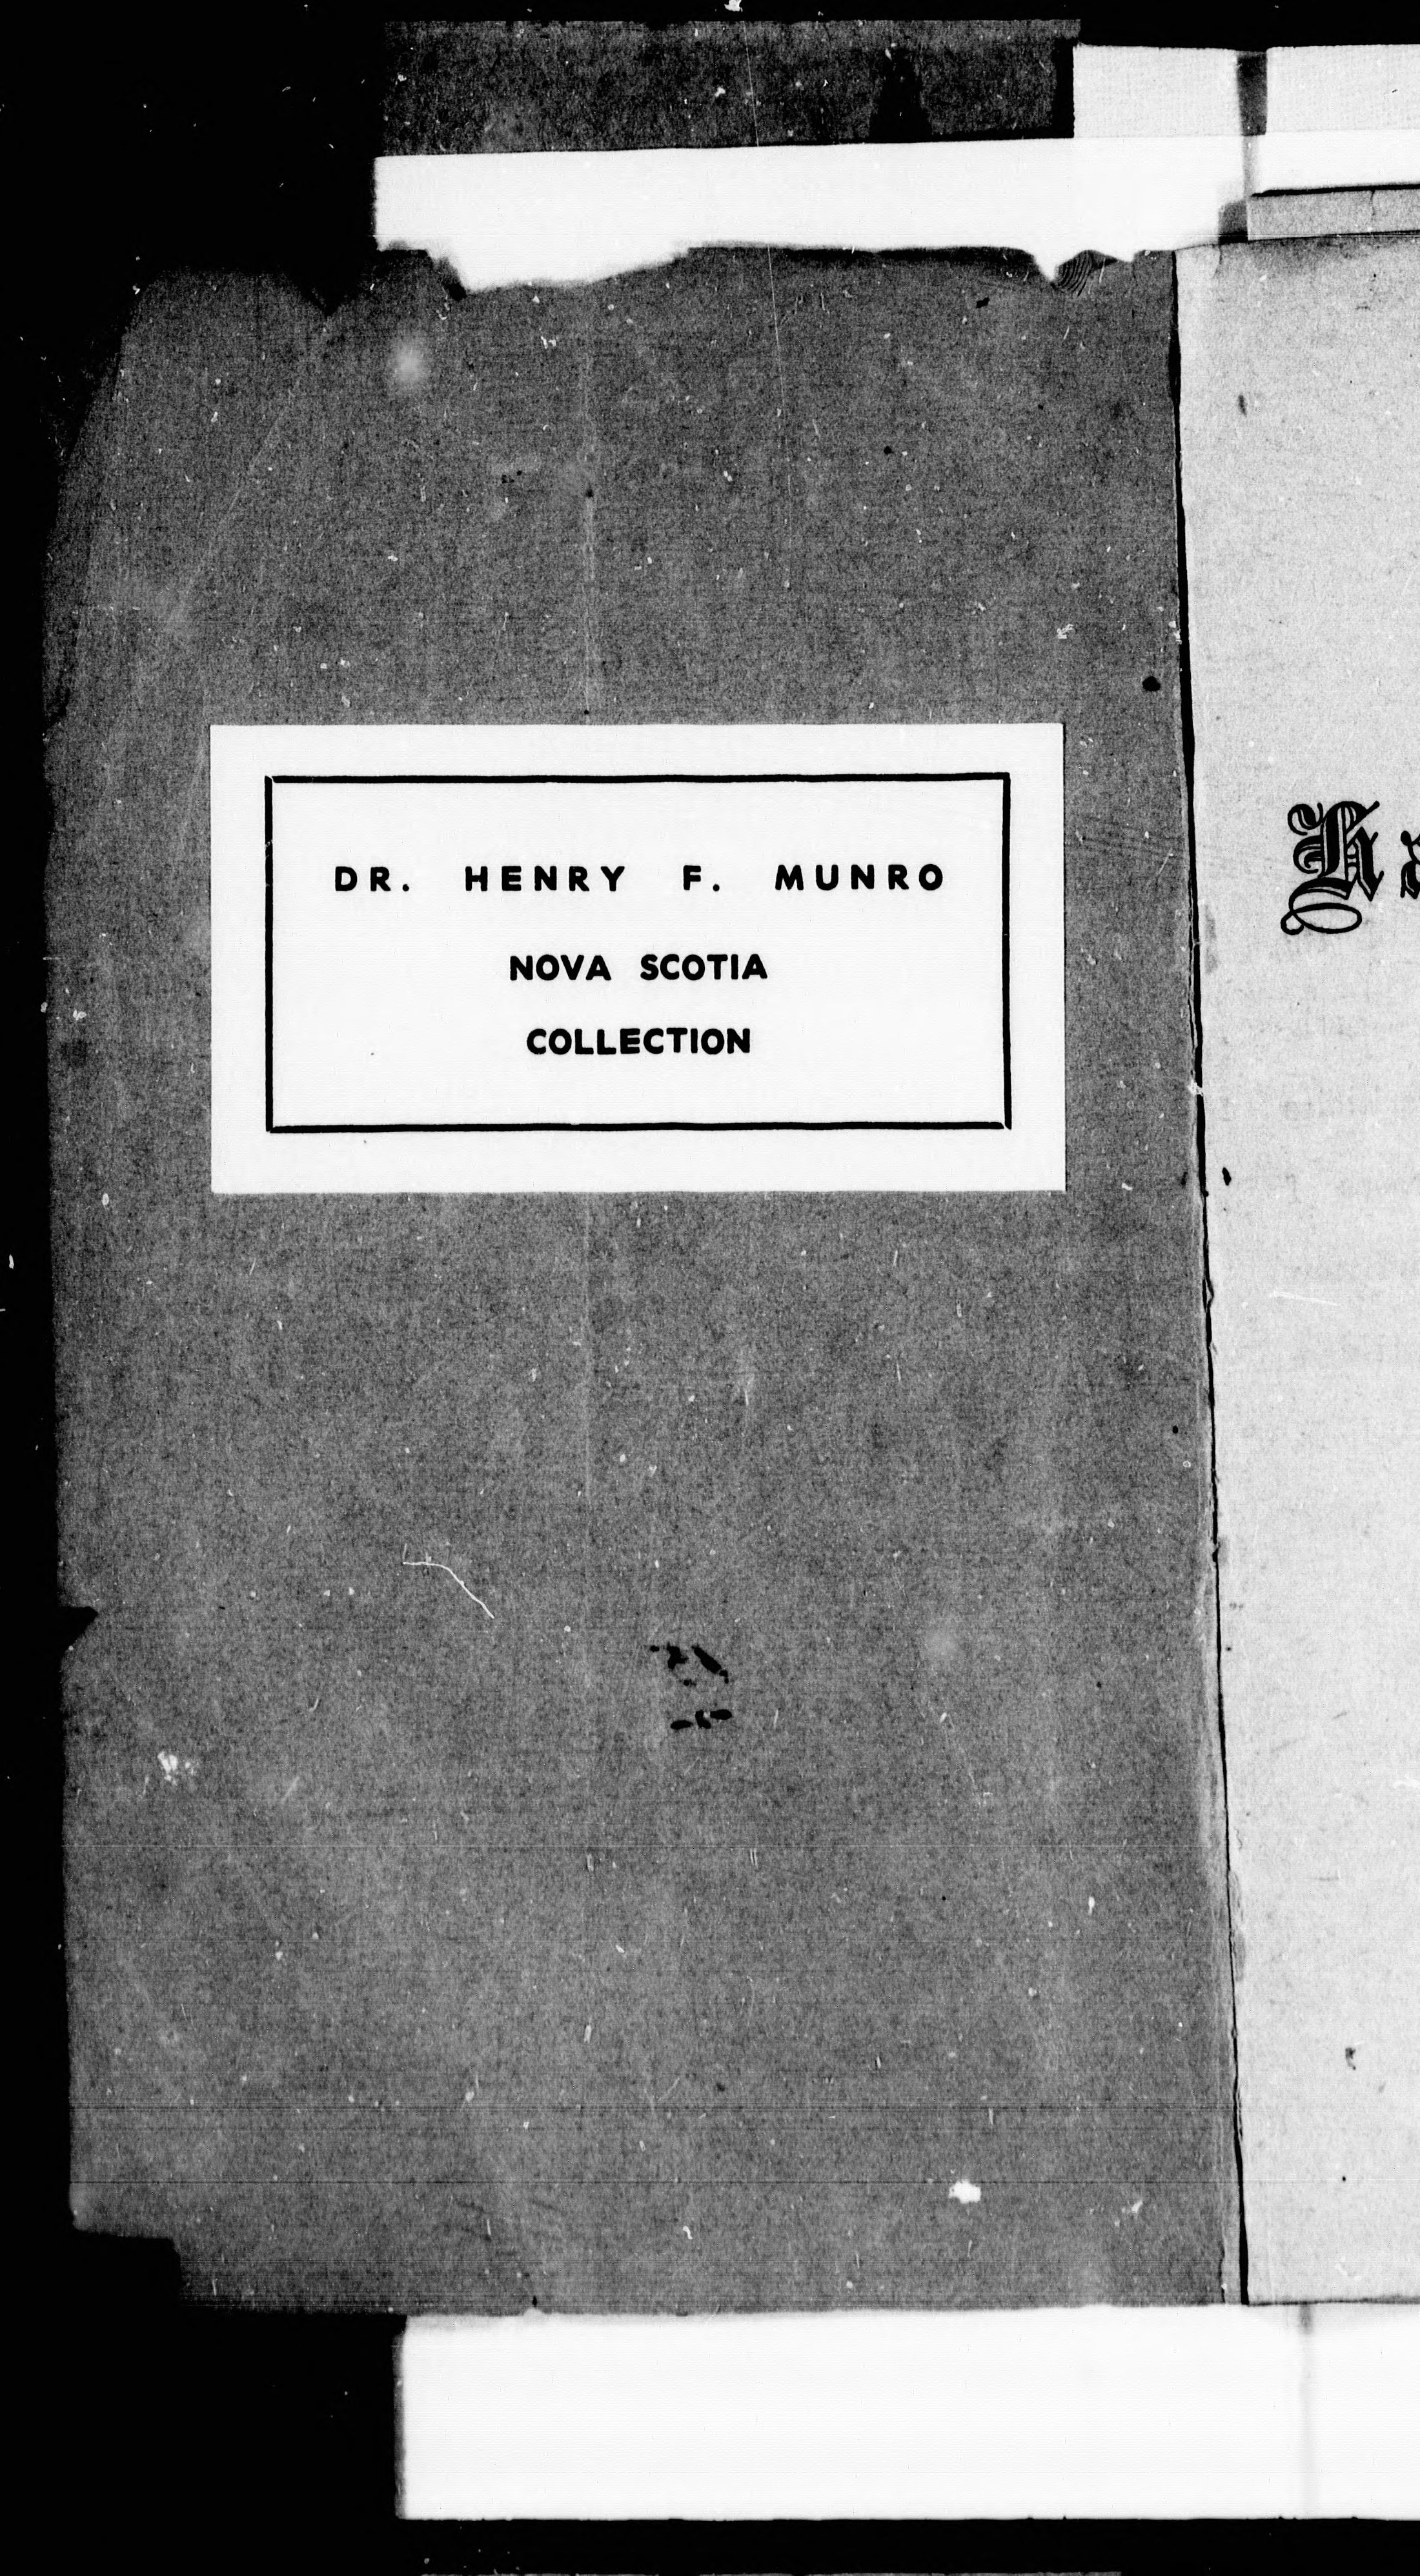 DR. HENRY F. MUNRO
NOVA SCOTIA
COLLECTION